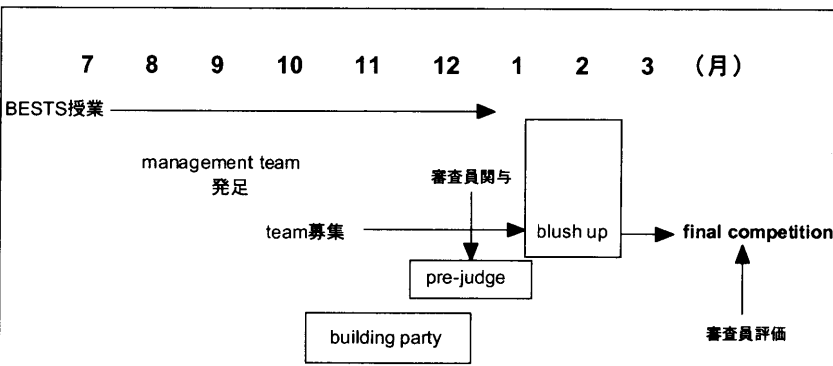 7 8 9 10 11 12 1 2 3 （月）
BESTS授業
management team
発足
審査員関与
team募集
blush up
final competition
pre-judge
building party
審査員評価